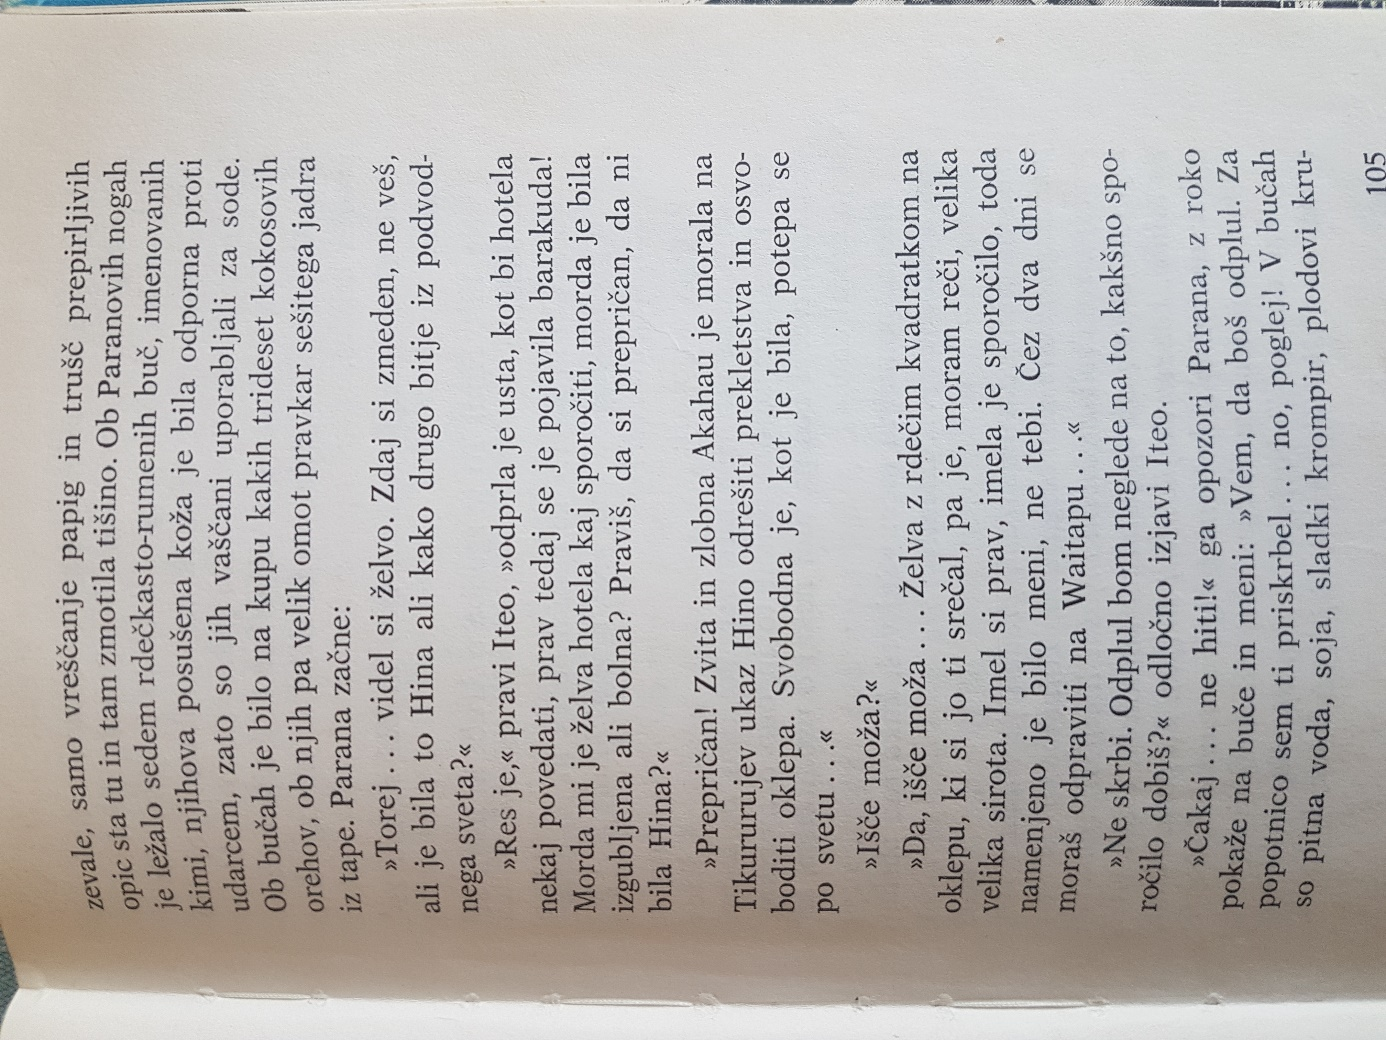 zevale, samo vreščanje papig in trušč prepirljivih
opic sta tu in tam zmotila tišino. Ob Paranovih nogah
je ležalo sedem rdečkasto-rumenih buč, imenovanih
kimi, njihova posušena koža je bila odporna proti
udarcem, zato so jih vaščani uporabljali za sode.
Ob bučah je bilo na kupu kakih trideset kokosovih
orehov, ob njih pa velik omot pravkar sešitega jadra
iz tape. Parana začne:
»Torej... videl si želvo. Zdaj si zmeden, ne veš,
ali je bila to Hina ali kako drugo bitje iz podvod-
nega sveta?«
»Res je,« pravi Iteo, »odprla je usta, kot bi hotela
nekaj povedati, prav tedaj se je pojavila barakuda!
Morda mi je želva hotela kaj sporočiti, morda je bila
izgubljena ali bolna? Praviš, da si prepričan, da ni
bila Hina?«
»Prepričan! Zvita in zlobna Akahau je morala na
Tikururujev ukaz Hino odrešiti prekletstva in osvo-
boditi oklepa. Svobodna je, kot je bila, potepa se
po svetu...«
»Išče moža?«
»Da, išče moža... Želva z rdečim kvadratkom na
oklepu, ki si jo ti srečal, pa je, moram reči, velika
velika sirota. Imel si prav, imela je sporočilo, toda
namenjeno je bilo meni, ne tebi. Čez dva dni se
moraš odpraviti na Waitapu...«
»Ne skrbi. Odplul bom neglede na to, kakšno spo-
ročilo dobiš?« odločno izjavi Iteo.
»Čakaj... ne hiti!« ga opozori Parana, z roko
pokaže na buče in meni: »Vem, da boš odplul. Za
popotnico sem ti priskrbel... no, poglej! V bučah
so pitna voda, soja, sladki krompir, plodovi kru-
105